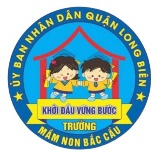 ỦY BAN NHÂN DÂN QUẬN LONG BIÊN
KHỞI ĐẦU VỮNG BƯỚC
TRƯỜNG
MẦM NON BẮC CẦU